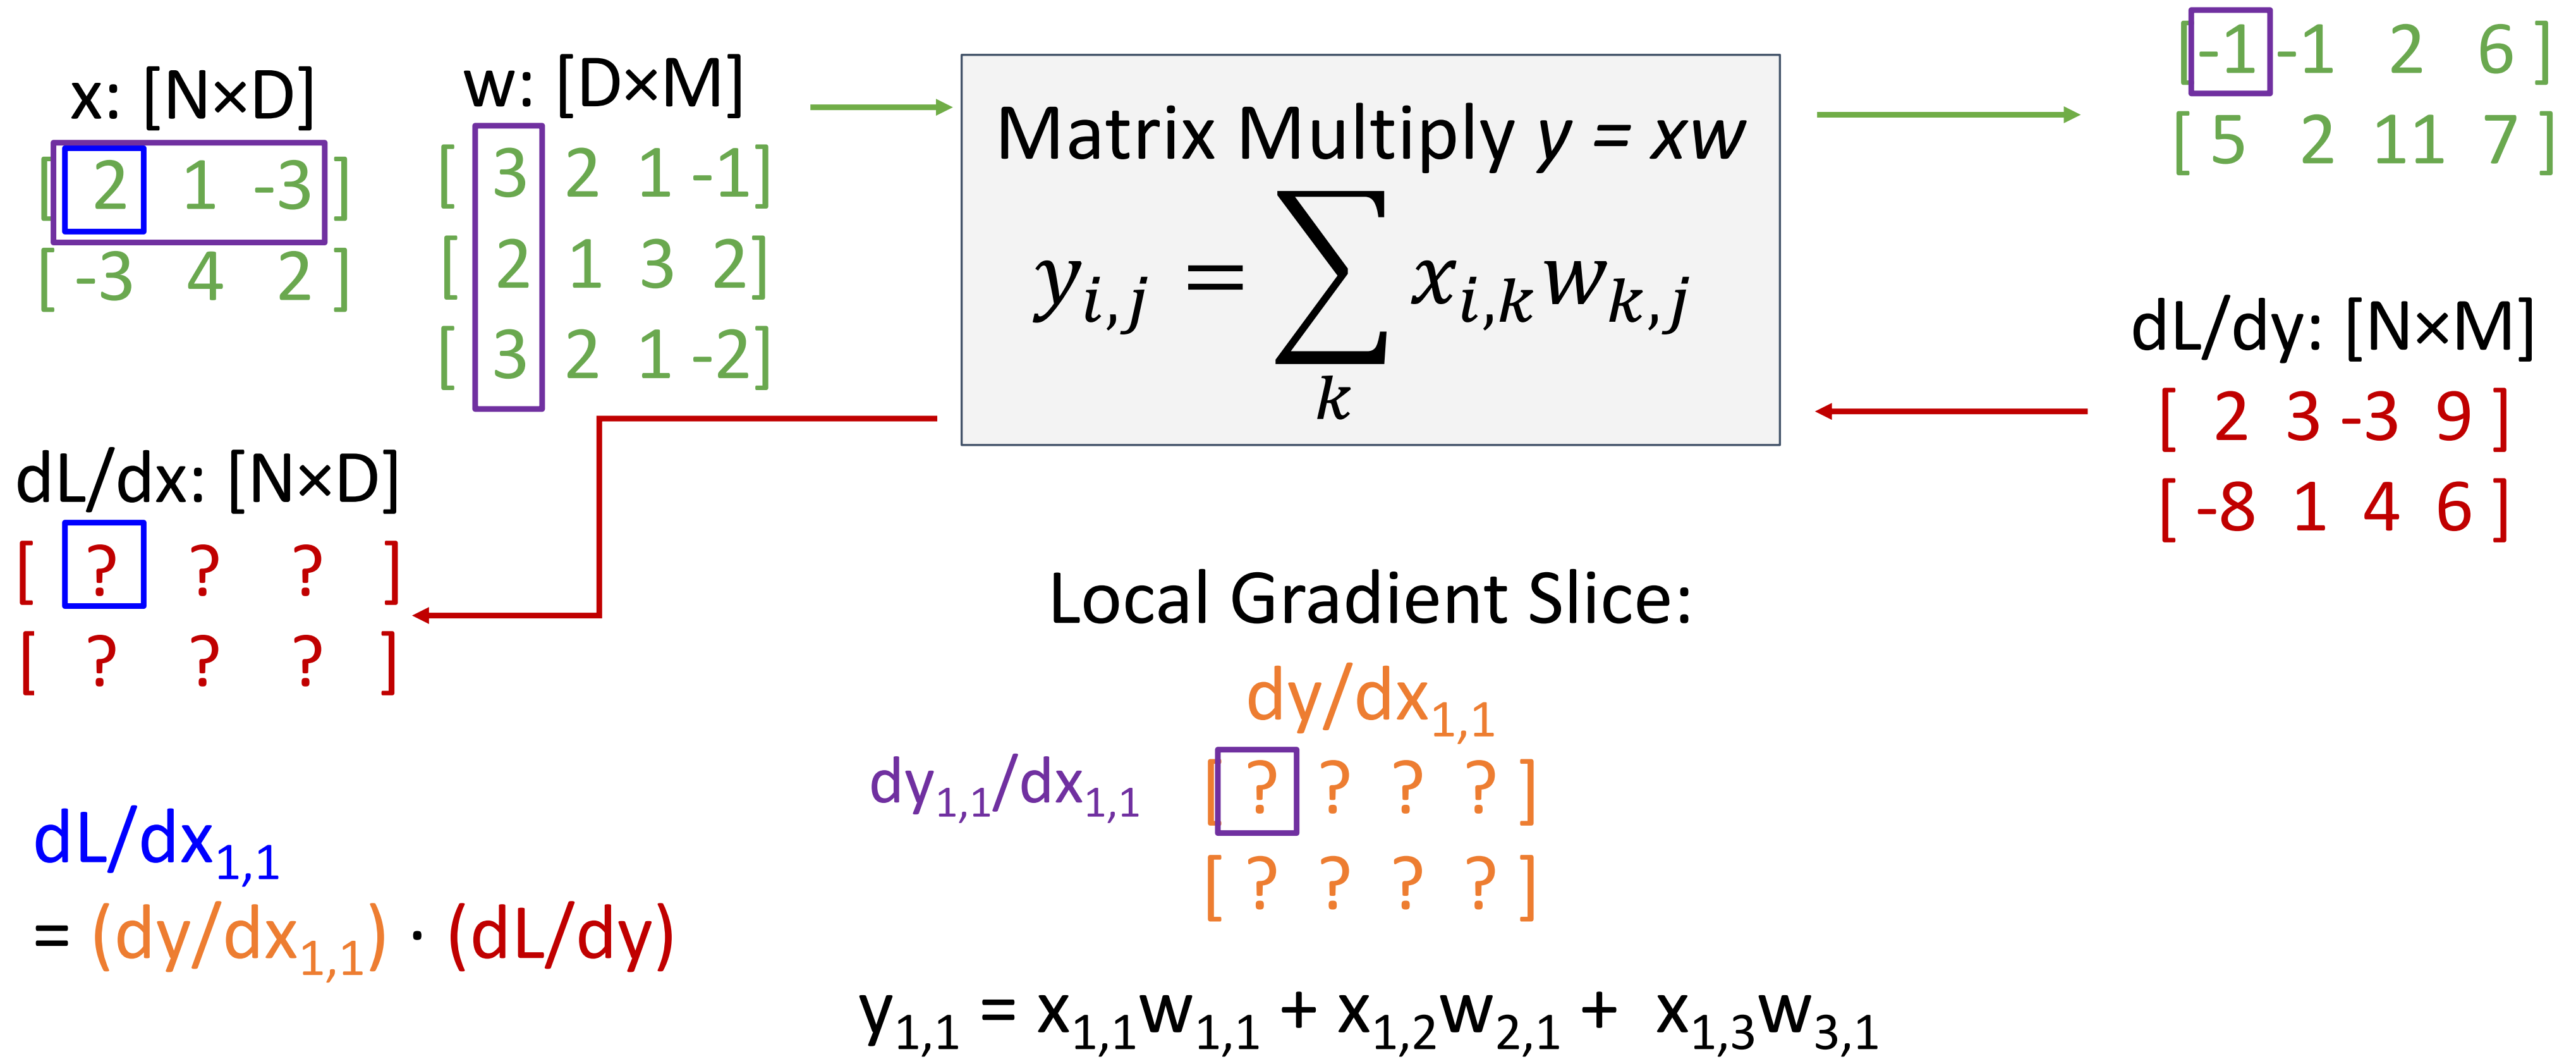 x: [N×D]
[ 2 1 -3 ]
[ -3 4 2 ]
w: [D×M]
[ 3 2 1 -1]
[ 2 1 3 2]
[ 3 2 1 -2]
Matrix Multiply y = xw
y_{i,j} = ∑_k x_{i,k} w_{k,j}
[ -1 -1 2 6 ]
[ 5 2 11 7 ]
dL/dy: [N×M]
[ 2 3 -3 9 ]
[ -8 1 4 6 ]
dL/dx: [N×D]
[ ? ? ? ]
[ ? ? ? ]
dL/dx_{1,1}
= (dy/dx_{1,1}) · (dL/dy)
Local Gradient Slice:
dy/dx_{1,1}
dy_{1,1}/dx_{1,1}
[ ? ? ? ? ]
[ ? ? ? ? ]
y_{1,1} = x_{1,1}w_{1,1} + x_{1,2}w_{2,1} + x_{1,3}w_{3,1}